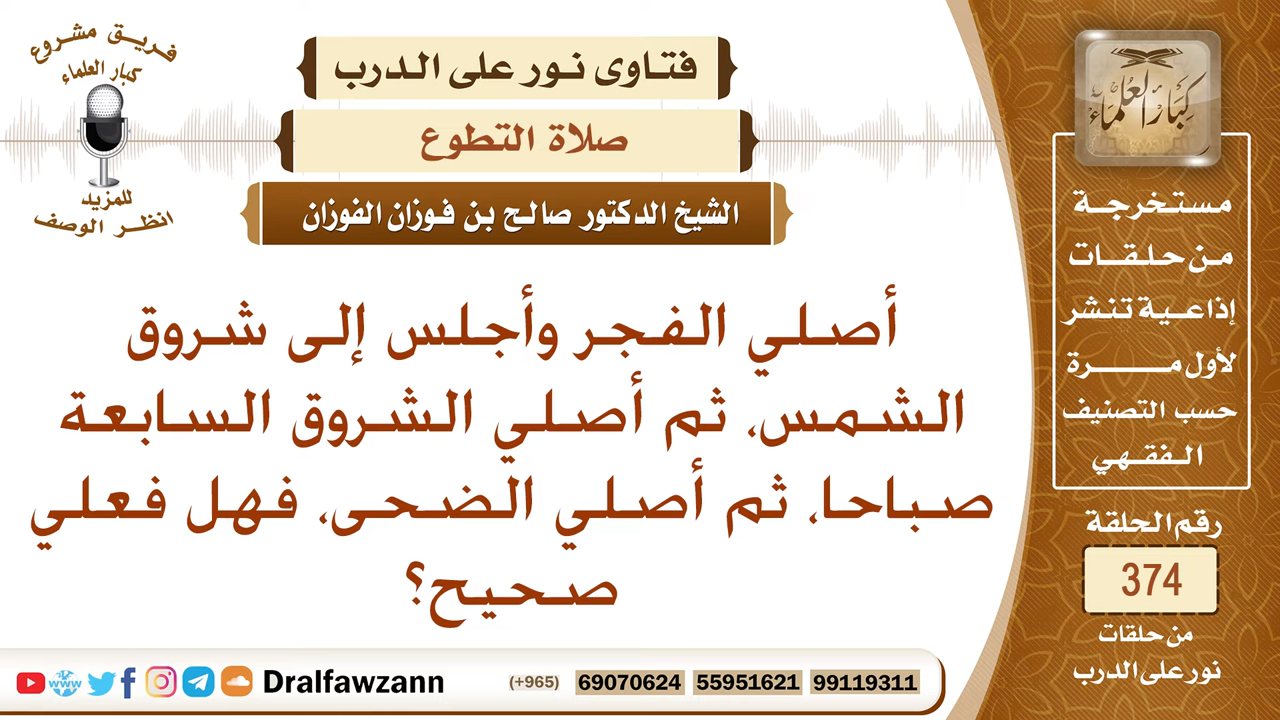 فريق مشروع
كبار العلماء
للمزيد
انظر الوصف
فتاوى نور على الدرب
صلاة التطوع
الشيخ الدكتور صالح بن فوزان الفوزان
أصلي الفجر وأجلس إلى شروق
الشمس، ثم أصلي الشروق السابعة
صباحا، ثم أصلي الضحى، فهل فعلي
صحيح؟
كبار العلماء
مستخرجة
من حلقات
إذاعية تنشر
لأول مرة
حسب التصنيف
الفقهي
رقم الحلقة
374
من حلقات
نور على الدرب
www Dralfawzann (+965) 69070624 55951621 99119311